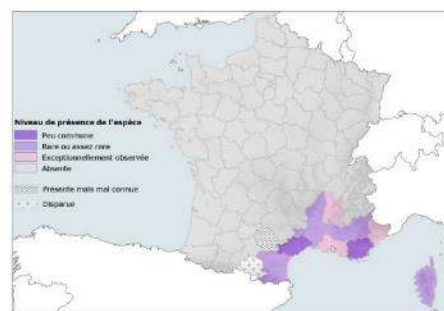 Niveau de présence de l'espèce
Peu commune
Rare ou assez rare
Exceptionnellement observée
Absente
Présente mais mal connue
Disparue